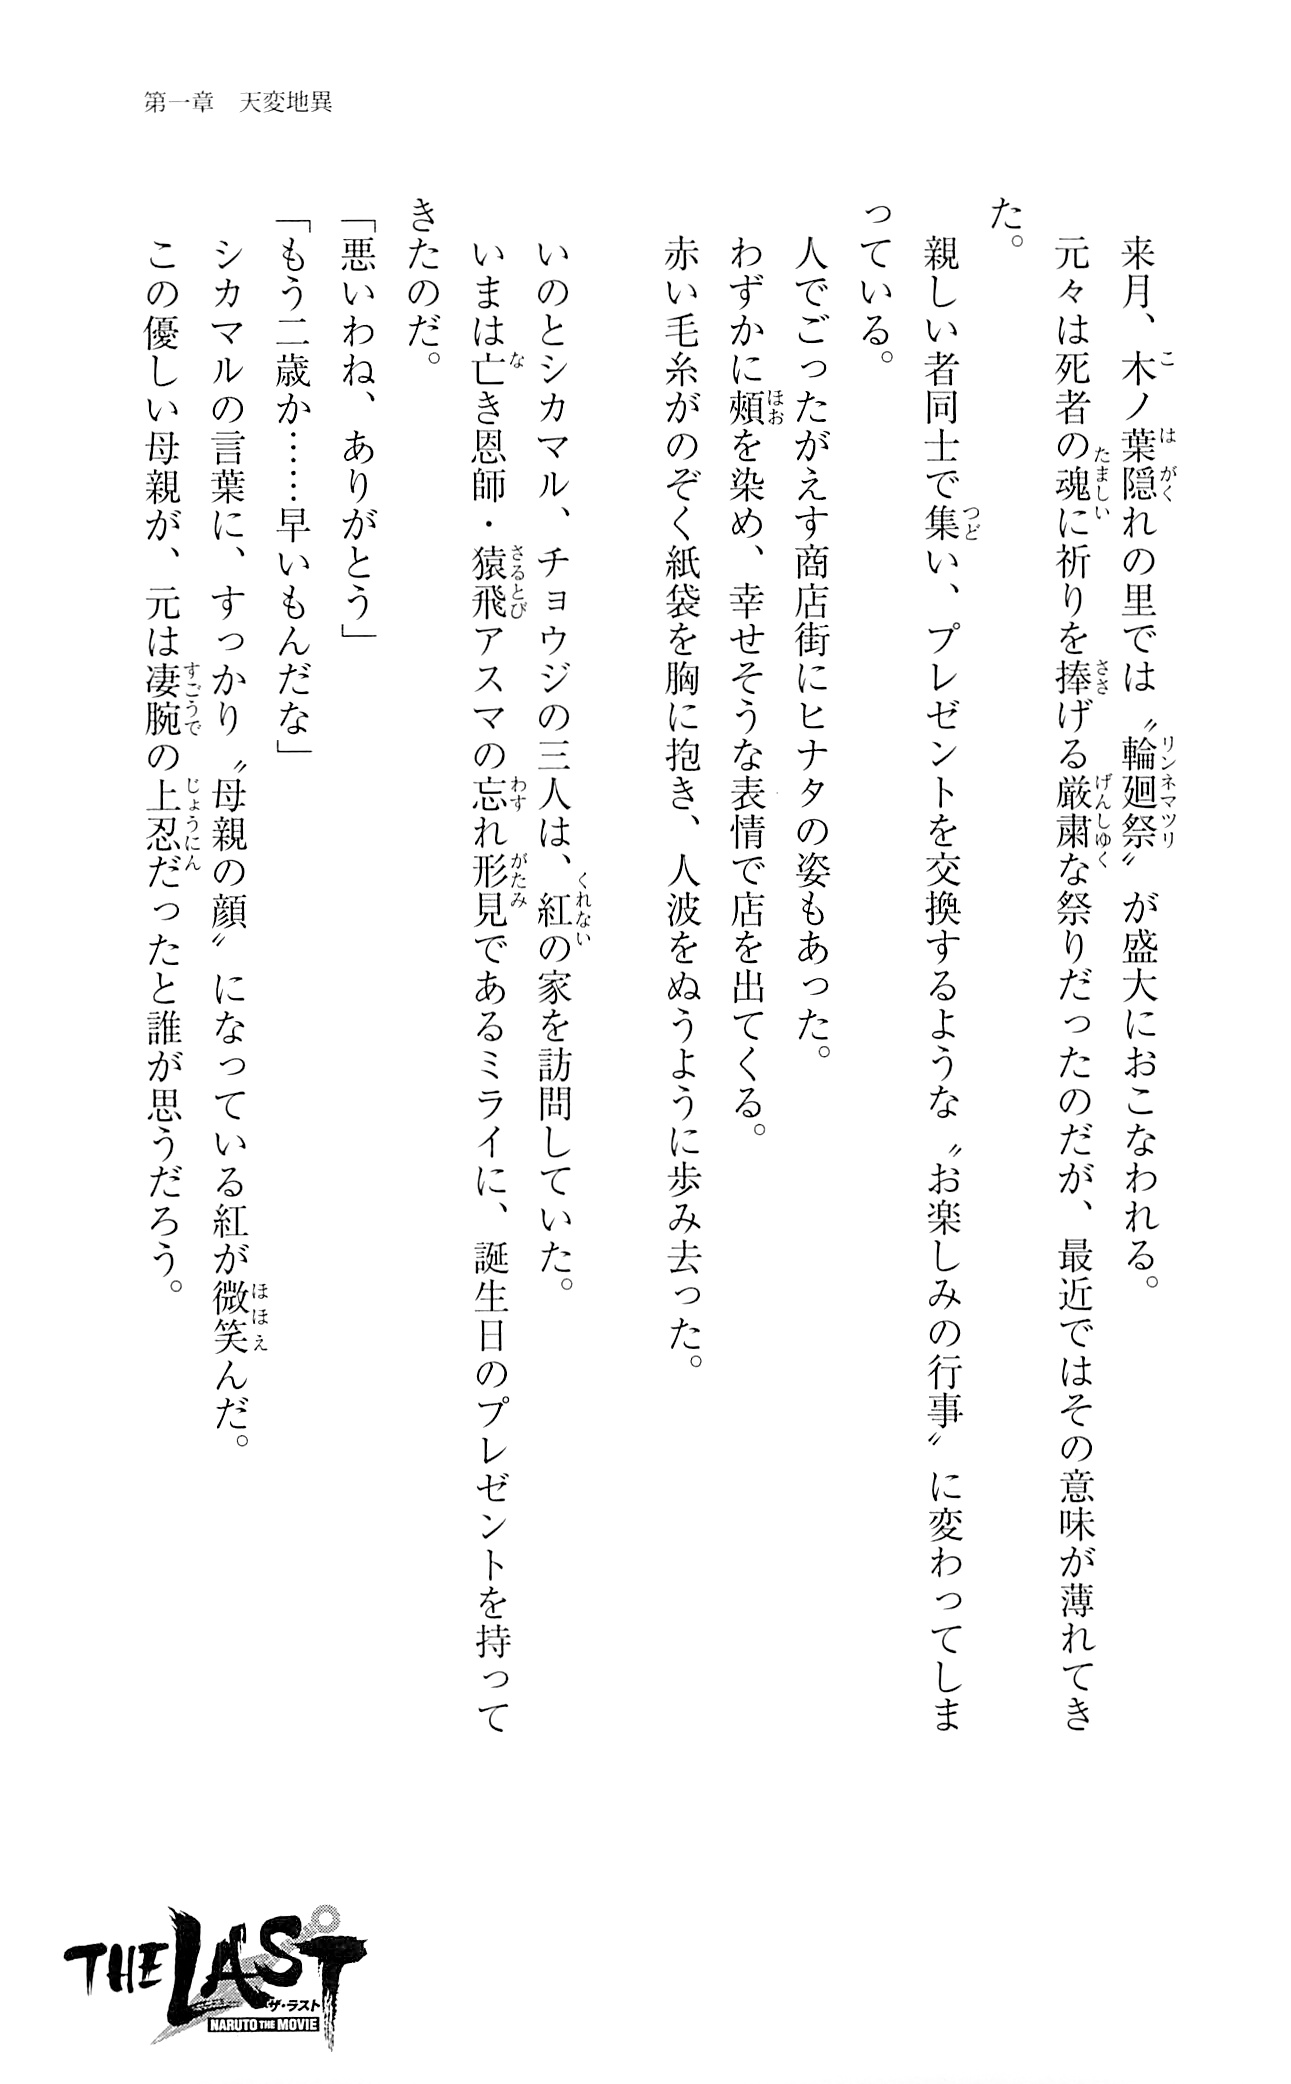 第一章　天変地異
来月、木ノ葉隠れの里では〝輪廻祭〟が盛大におこなわれる。
元々は死者の魂に祈りを捧げる厳粛な祭りだったのだが、最近ではその意味が薄れてき
た。
親しい者同士で集い、プレゼントを交換するような〝お楽しみの行事〟に変わってしま
っている。
人でごったがえす商店街にヒナタの姿もあった。
わずかに頰を染め、幸せそうな表情で店を出てくる。
赤い毛糸がのぞく紙袋を胸に抱き、人波をぬうように歩み去った。
いのとシカマル、チョウジの三人は、紅の家を訪問していた。
いまは亡き恩師・猿飛アスマの忘れ形見であるミライに、誕生日のプレゼントを持って
きたのだ。
「悪いわね、ありがとう」
「もう二歳か……早いもんだな」
シカマルの言葉に、すっかり〝母親の顔〟になっている紅が微笑んだ。
この優しい母親が、元は凄腕の上忍だったと誰が思うだろう。
THE LAST
ザ・ラスト
NARUTO THE MOVIE